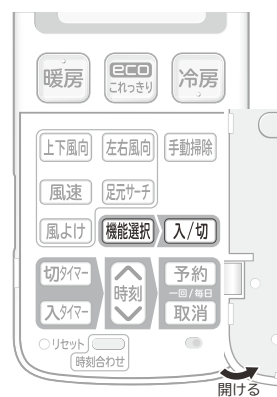 暖房 eco これっきり 冷房
上下風向 左右風向 手動掃除
風速 足元サーチ
風よけ 機能選択 入/切
切タイマー 時刻 予約
一回/毎日
入タイマー 取消
リセット
時刻合わせ
開ける